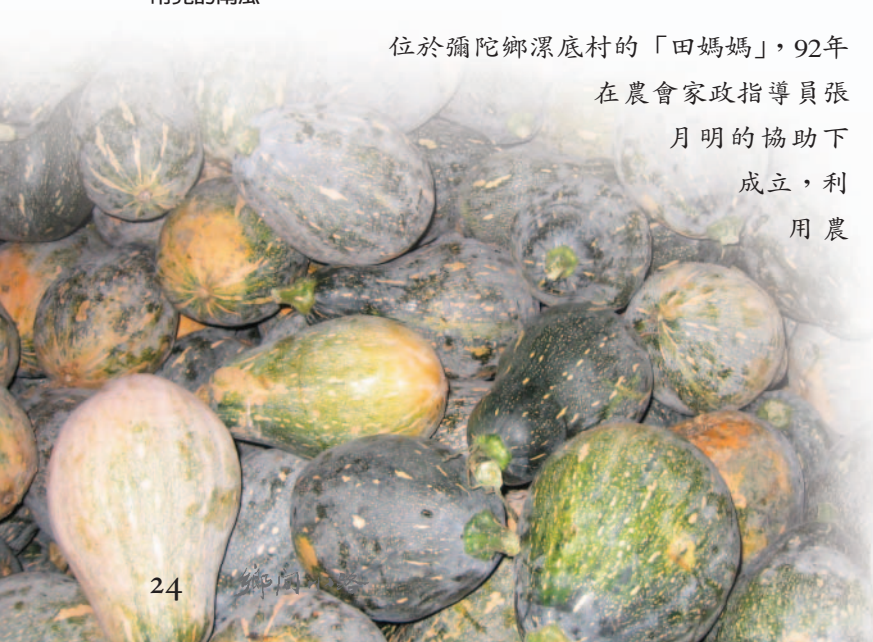 位於彌陀鄉漯底村的「田媽媽」，92年
在農會家政指導員張
月明的協助下
成立，利
用農
24